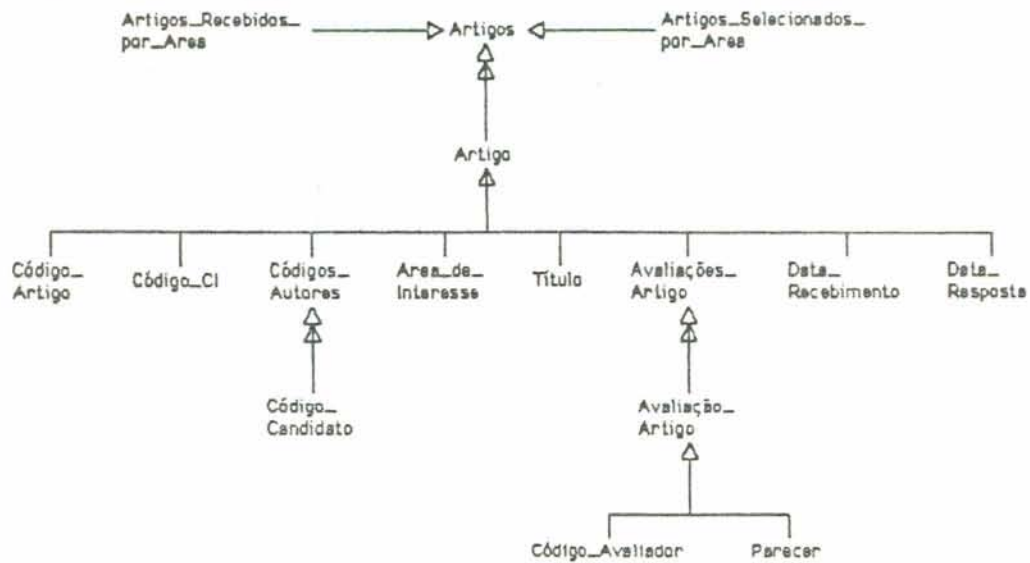 Artigos_Recebidos_
por_Area
Artigos
Artigos_Selecionados_
por_Area
Artigo
Código_
Artigo
Código_CI
Códigos_
Autores
Area_de_
Interesse
Título
Avaliações_
Artigo
Data_
Recebimento
Data_
Resposta
Código_
Candidato
Avaliação_
Artigo
Código_Avaliador
Parecer